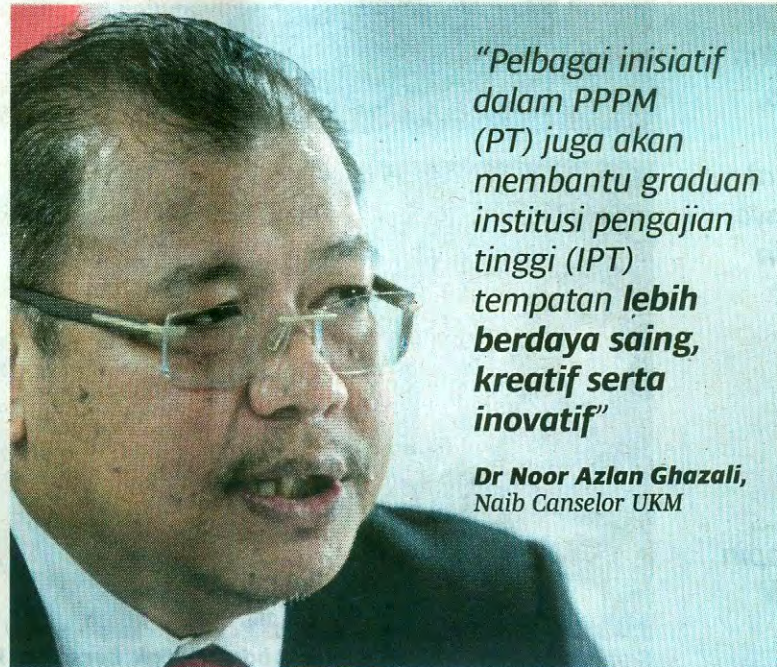 “Pelbagai inisiatif
dalam PPPM
(PT) juga akan
membantu graduan
institusi pengajian
tinggi (IPT)
tempatan lebih
berdaya saing,
kreatif serta
inovatif”
Dr Noor Azlan Ghazali,
Naib Canselor UKM